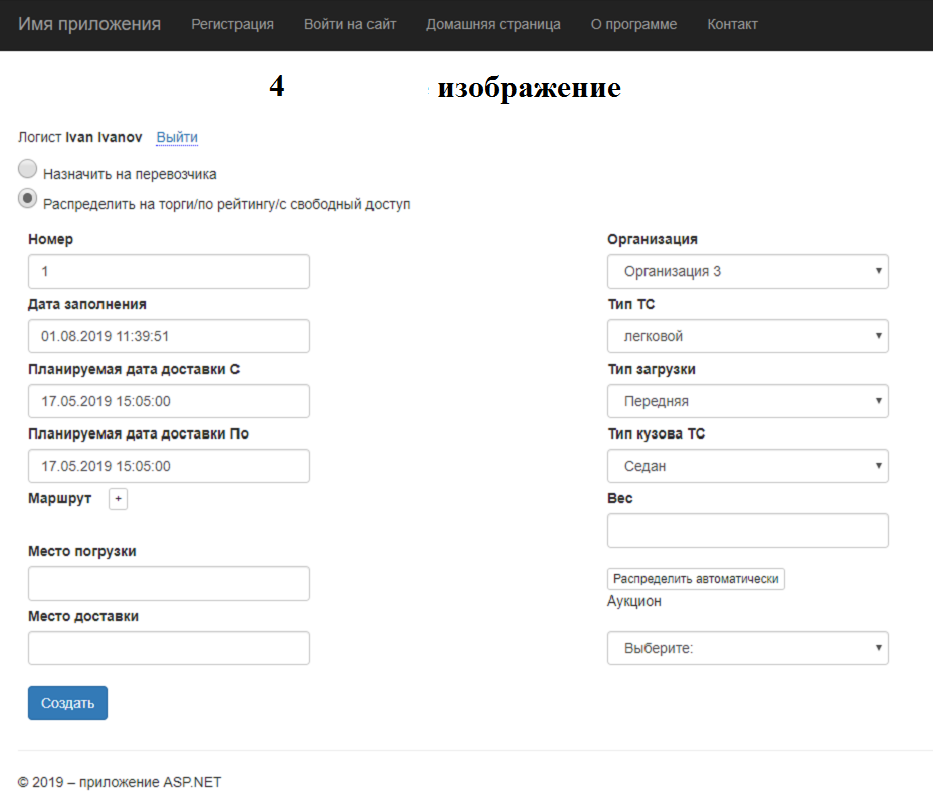 Имя приложения Регистрация Войти на сайт Домашняя страница О программе Контакт
4 изображение
Логист Ivan Ivanov Выйти
Назначить на перевозчика
Распределить на торги/по рейтингу/с свободный доступ
Номер
1
Дата заполнения
01.08.2019 11:39:51
Планируемая дата доставки С
17.05.2019 15:05:00
Планируемая дата доставки По
17.05.2019 15:05:00
Маршрут +
Место погрузки
Место доставки
Создать
Организация
Организация 3
Тип ТС
легковой
Тип загрузки
Передняя
Тип кузова ТС
Седан
Вес
Распределить автоматически
Аукцион
Выберите:
© 2019 – приложение ASP.NET